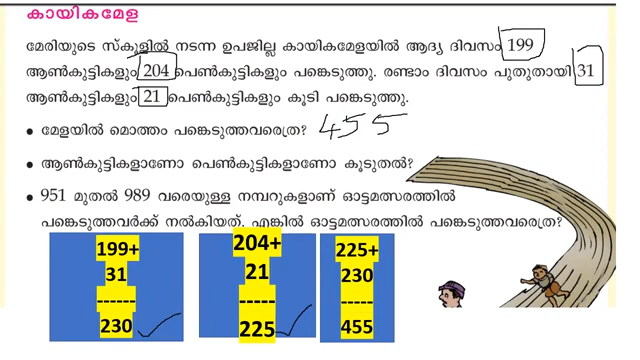 കായികമേള
മേരിയുടെ സ്കൂളിൽ നടന്ന ഉപജില്ല കായികമേളയിൽ ആദ്യ ദിവസം 199
ആൺകുട്ടികളും 204 പെൺകുട്ടികളും പങ്കെടുത്തു. രണ്ടാം ദിവസം പുതുതായി 31
ആൺകുട്ടികളും 21 പെൺകുട്ടികളും കൂടി പങ്കെടുത്തു.
• മേളയിൽ മൊത്തം പങ്കെടുത്തവരെത്ര? 455
• ആൺകുട്ടികളാണോ പെൺകുട്ടികളാണോ കൂടുതൽ?
• 951 മുതൽ 989 വരെയുള്ള നമ്പറുകളാണ് ഓട്ടമത്സരത്തിൽ
പങ്കെടുത്തവർക്ക് നൽകിയത്. എങ്കിൽ ഓട്ടമത്സരത്തിൽ പങ്കെടുത്തവരെത്ര?
199+
31
------
230
204+
21
-----
225
225+
230
-----
455